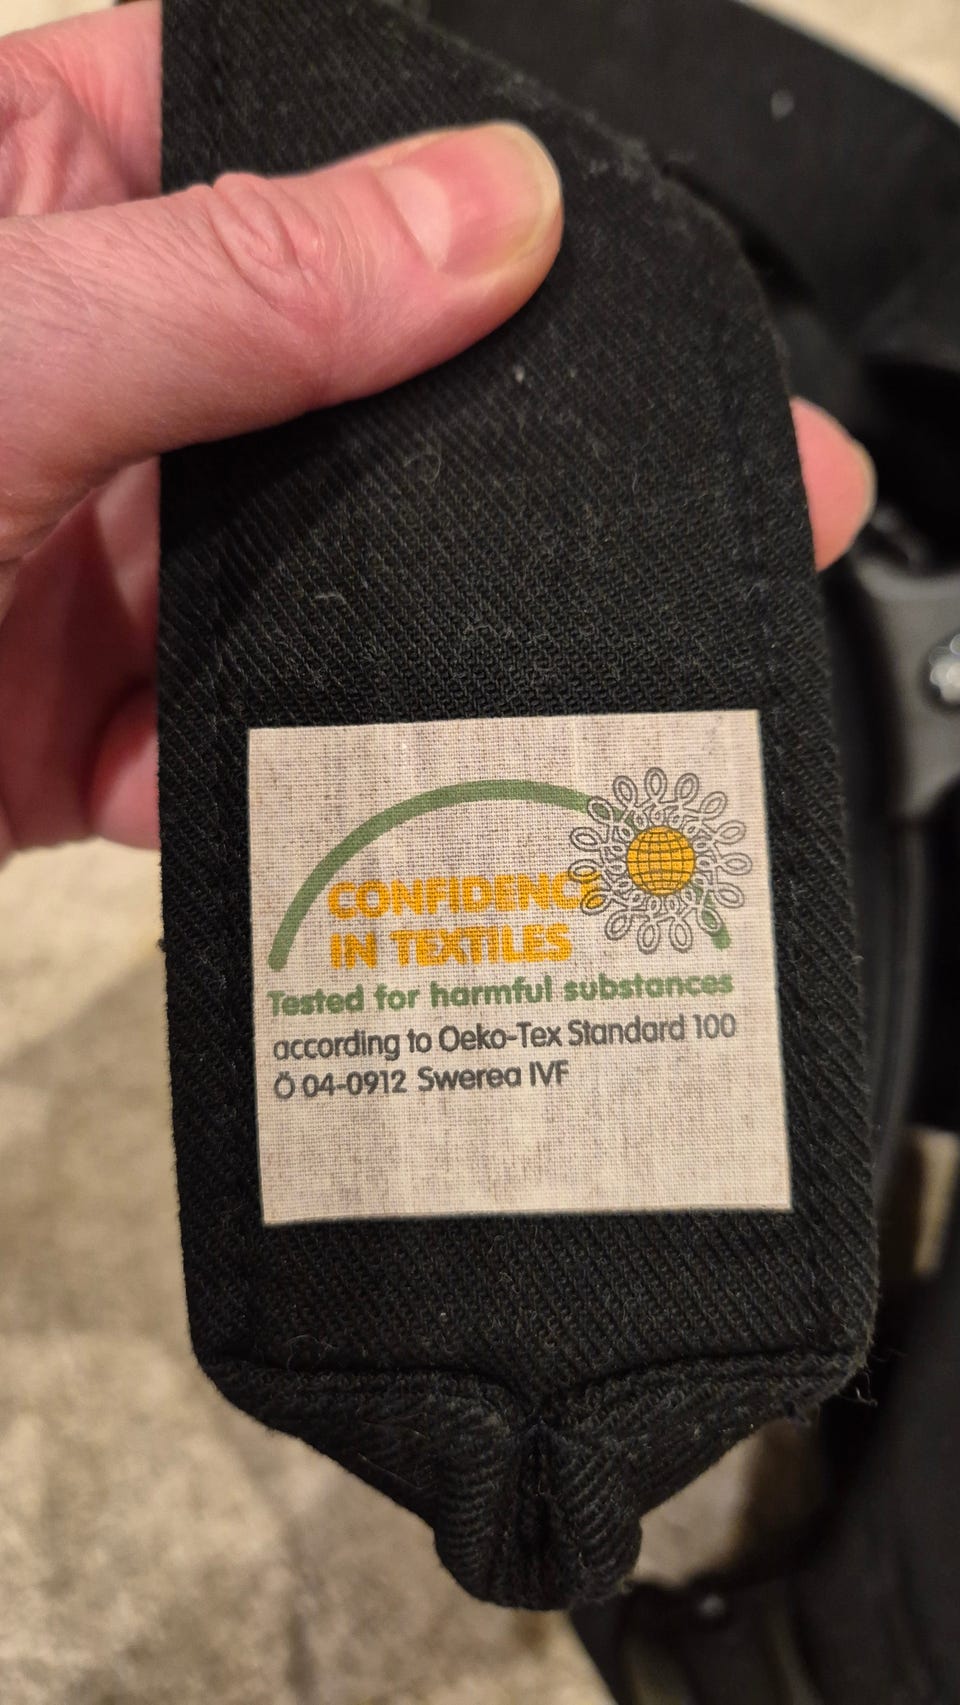 CONFIDENCE
IN TEXTILES
Tested for harmful substances
according to Oeko-Tex Standard 100
Ö 04-0912 Swerea IVF